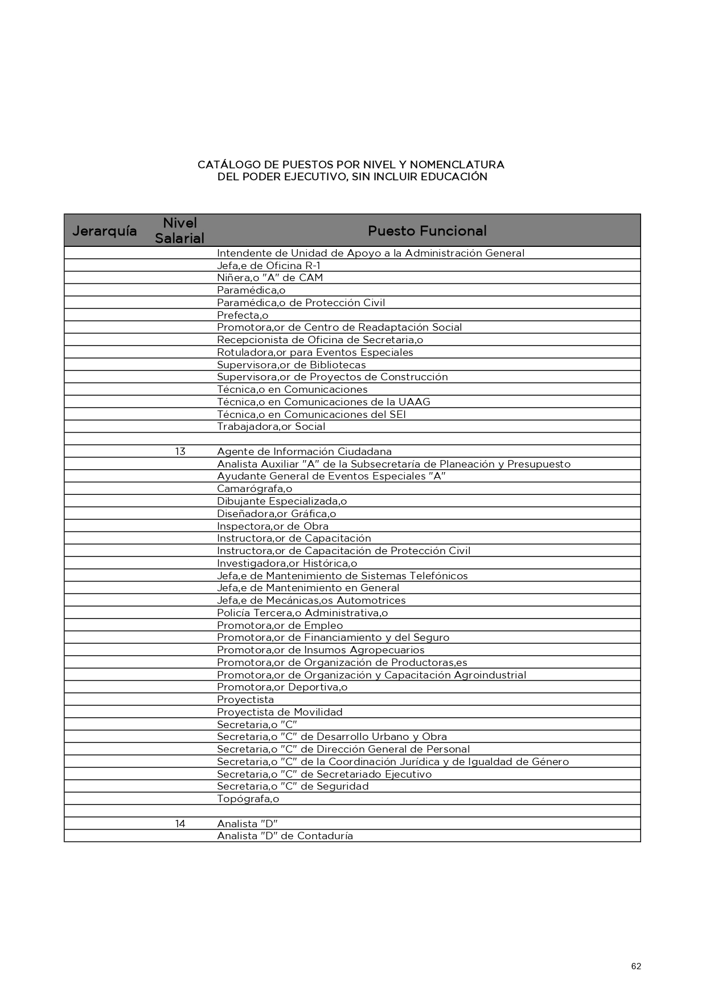 CATÁLOGO DE PUESTOS POR NIVEL Y NOMENCLATURA
DEL PODER EJECUTIVO, SIN INCLUIR EDUCACIÓN
Jerarquía Nivel Salarial Puesto Funcional
Intendente de Unidad de Apoyo a la Administración General
Jefa,e de Oficina R-1
Niñera,o "A" de CAM
Paramédica,o
Paramédica,o de Protección Civil
Prefecta,o
Promotora,or de Centro de Readaptación Social
Recepcionista de Oficina de Secretaria,o
Rotuladora,or para Eventos Especiales
Supervisora,or de Bibliotecas
Supervisora,or de Proyectos de Construcción
Técnica,o en Comunicaciones
Técnica,o en Comunicaciones de la UAAG
Técnica,o en Comunicaciones del SEI
Trabajadora,or Social
13 Agente de Información Ciudadana
Analista Auxiliar "A" de la Subsecretaría de Planeación y Presupuesto
Ayudante General de Eventos Especiales "A"
Camarógrafa,o
Dibujante Especializada,o
Diseñadora,or Gráfica,o
Inspectora,or de Obra
Instructora,or de Capacitación
Instructora,or de Capacitación de Protección Civil
Investigadora,or Histórica,o
Jefa,e de Mantenimiento de Sistemas Telefónicos
Jefa,e de Mantenimiento en General
Jefa,e de Mecánicas,os Automotrices
Policía Tercera,o Administrativa,o
Promotora,or de Empleo
Promotora,or de Financiamiento y del Seguro
Promotora,or de Insumos Agropecuarios
Promotora,or de Organización de Productoras,es
Promotora,or de Organización y Capacitación Agroindustrial
Promotora,or Deportiva,o
Proyectista
Proyectista de Movilidad
Secretaria,o "C"
Secretaria,o "C" de Desarrollo Urbano y Obra
Secretaria,o "C" de Dirección General de Personal
Secretaria,o "C" de la Coordinación Jurídica y de Igualdad de Género
Secretaria,o "C" de Secretariado Ejecutivo
Secretaria,o "C" de Seguridad
Topógrafa,o
14 Analista "D"
Analista "D" de Contaduría
62